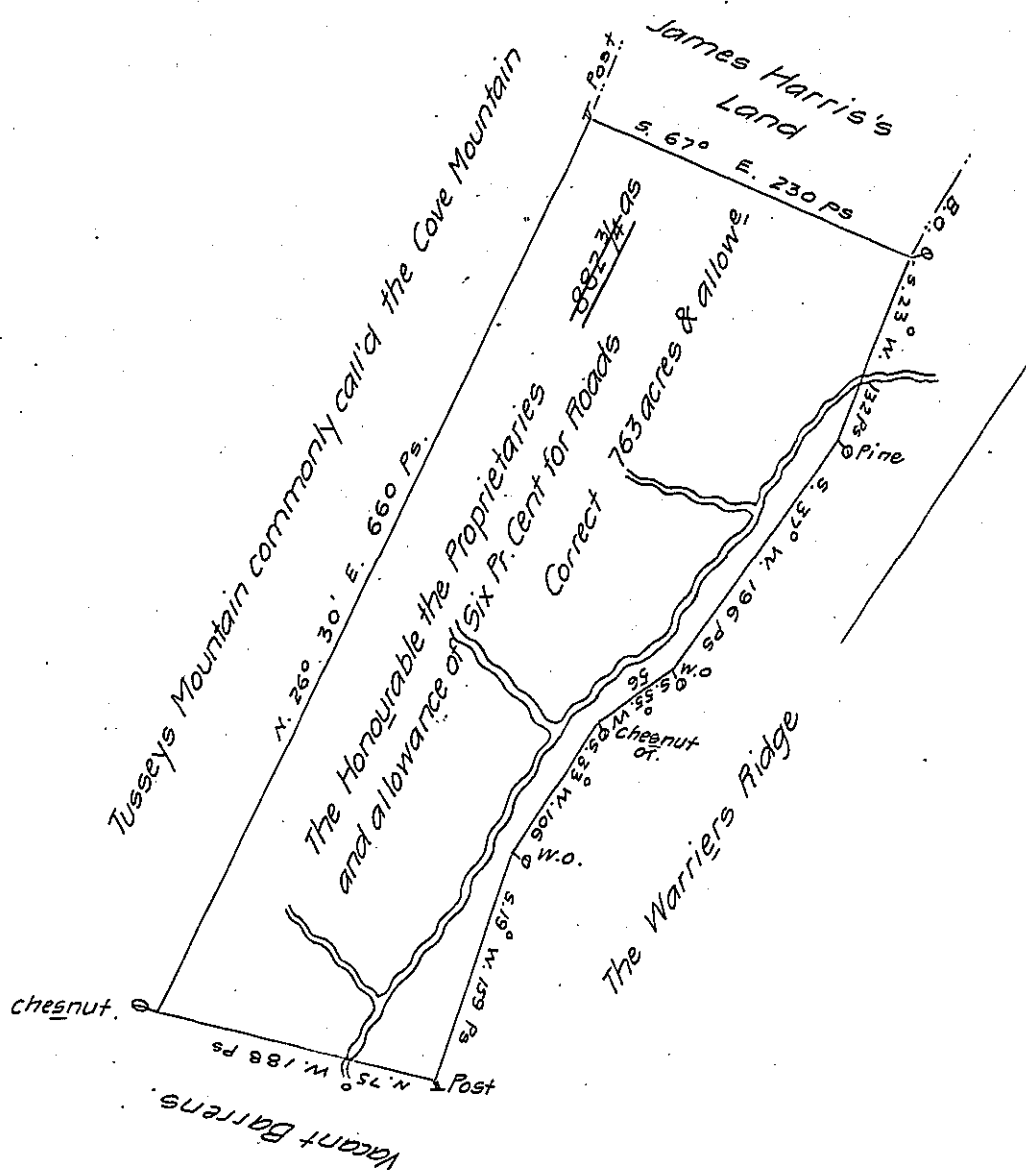 James Harris's
Land
Post.
S. 67° E. 230 Ps
B.O.
S. 23° W.
132 Ps
Pine
S. 37° W. 196 Ps
W.O.
S. 55° W.
56
chesnut
or.
S. 33° W. 106
W.O.
S. 19° W. 159 Ps
Post
N. 75° W. 188 Ps
chesnut.
N. 26° 30' E. 660 Ps.
Tusseys Mountain commonly call'd the Cove Mountain
882 3/4 as
The Honourable the Proprietaries
763 acres & allowa
and allowance of Six Pr. Cent for Roads
Correct
The Warriers Ridge
Vacant Barrens.